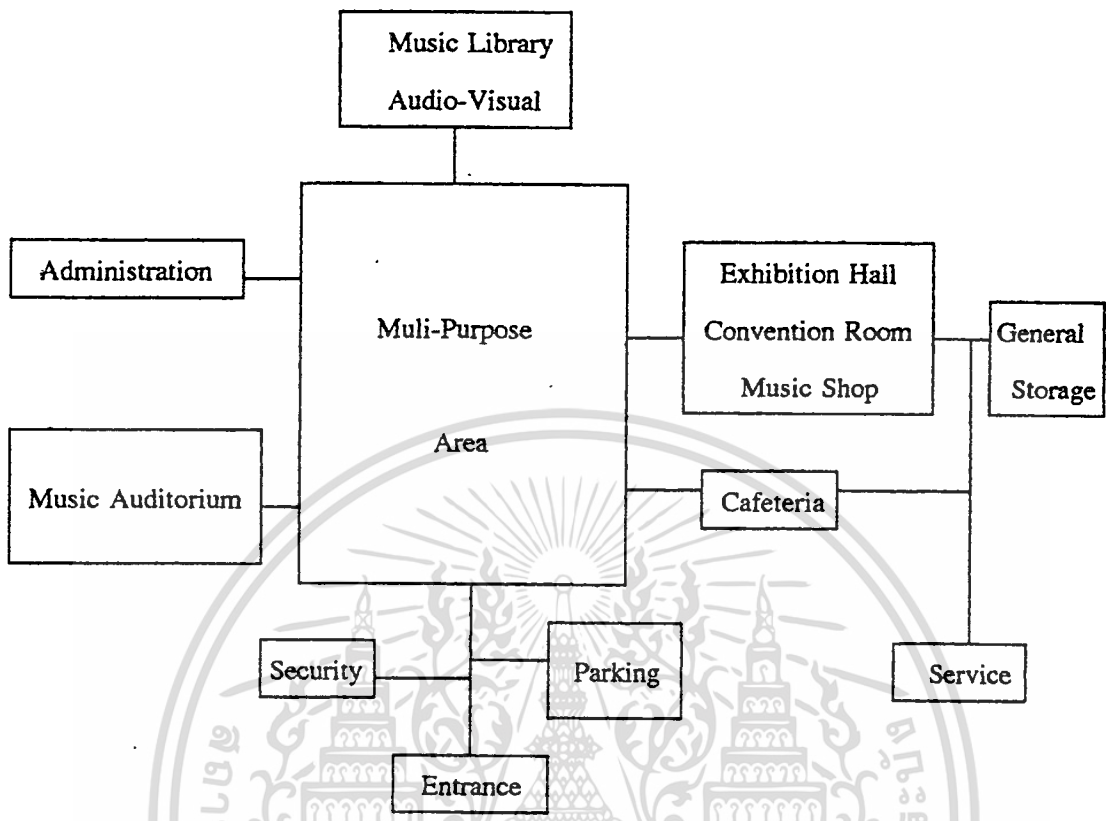 Music Library
Audio-Visual
Administration
Muli-Purpose
Area
Exhibition Hall
Convention Room
Music Shop
General
Storage
Music Auditorium
Cafeteria
Security
Parking
Service
Entrance